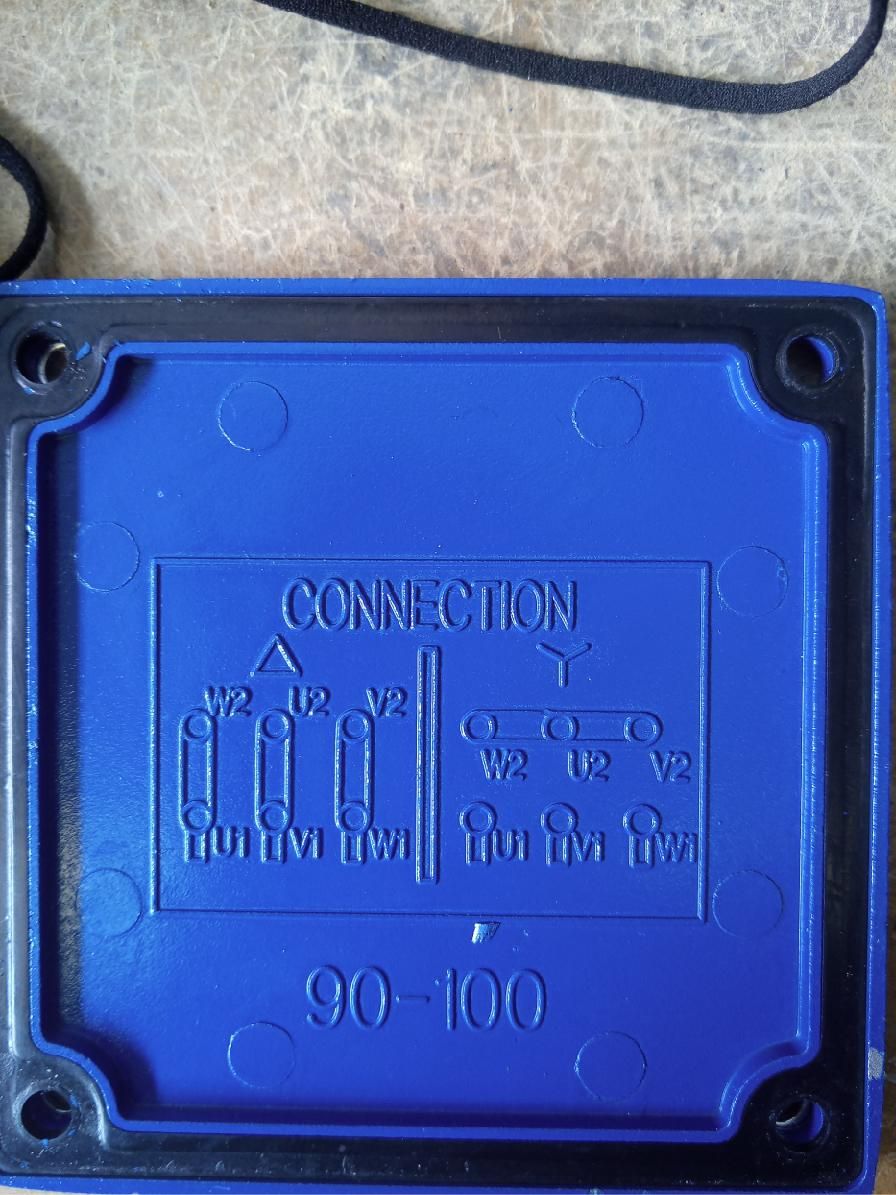 CONNECTION
Δ Y
W2 U2 V2
W2 U2 V2
U1 V1 W1 U1 V1 W1
90-100